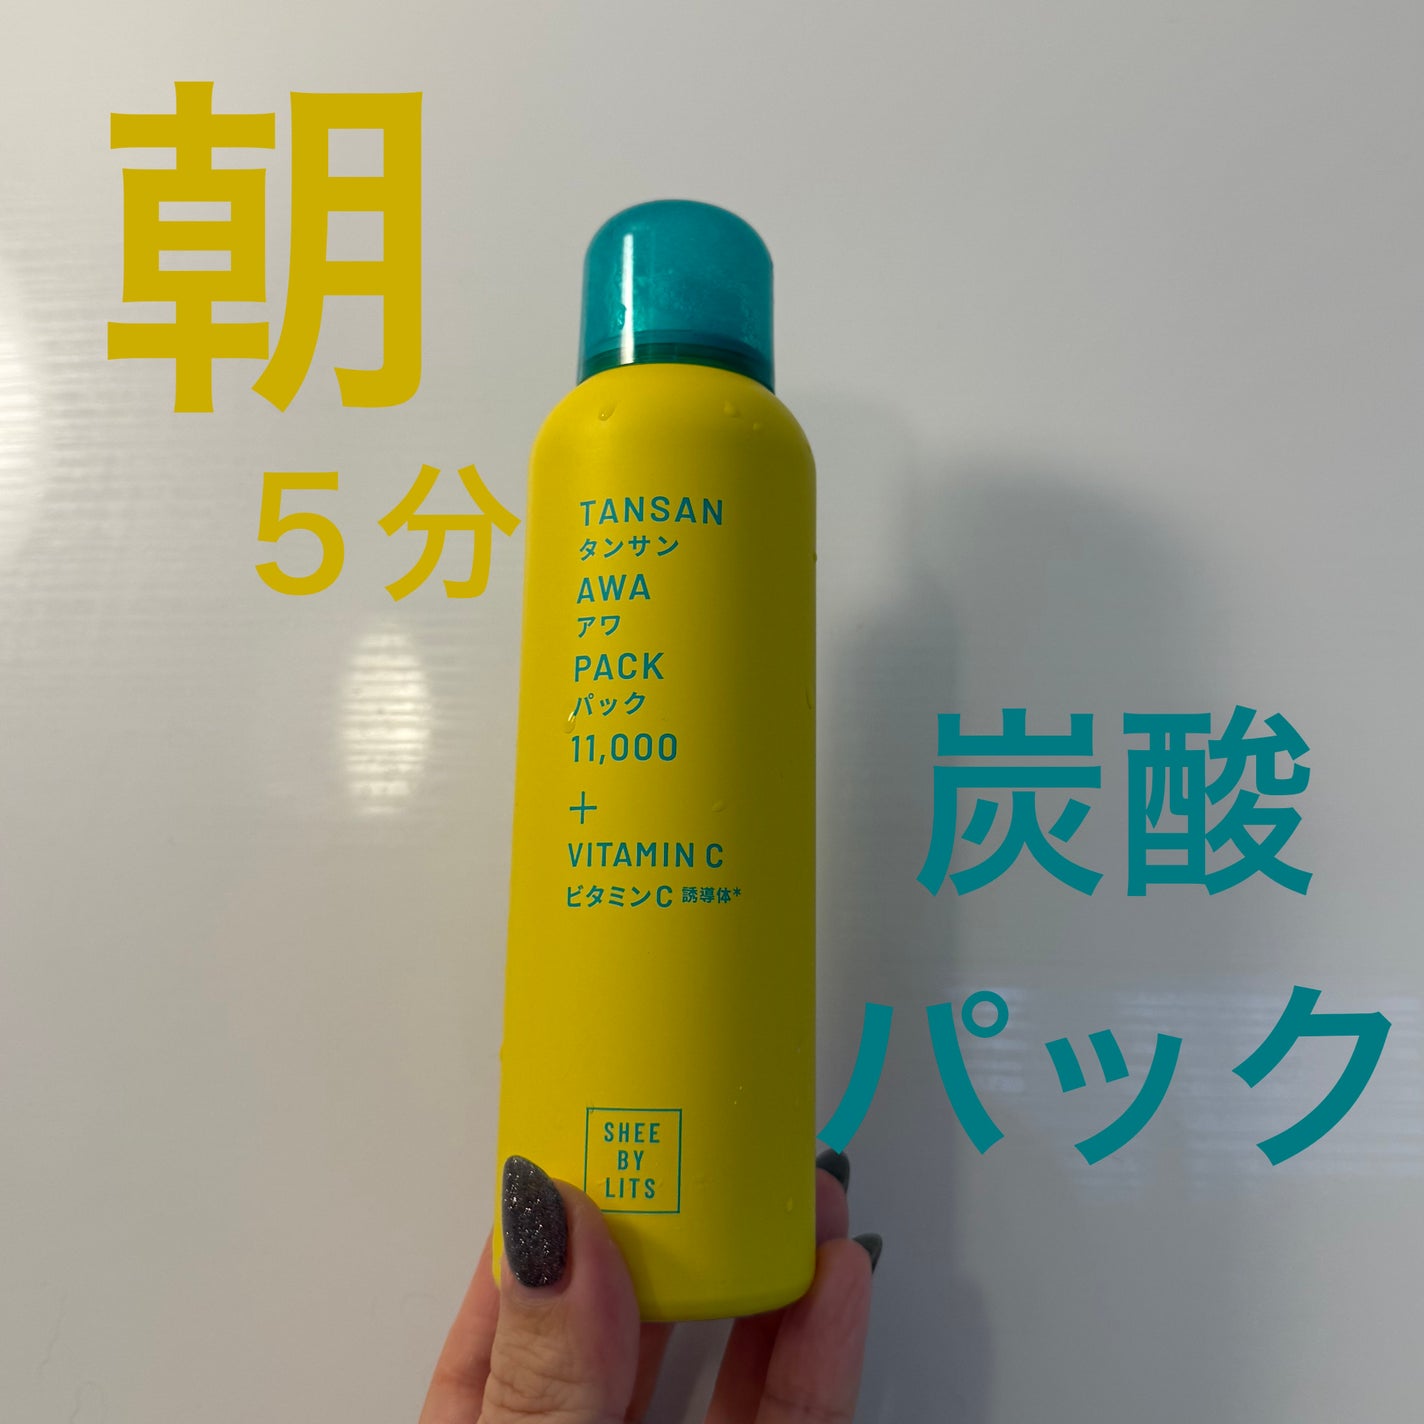 朝
５分
TANSAN
タンサン
AWA
アワ
PACK
パック
11,000
+
VITAMIN C
ビタミンC 誘導体*
炭酸
パック
SHEE
BY
LITS